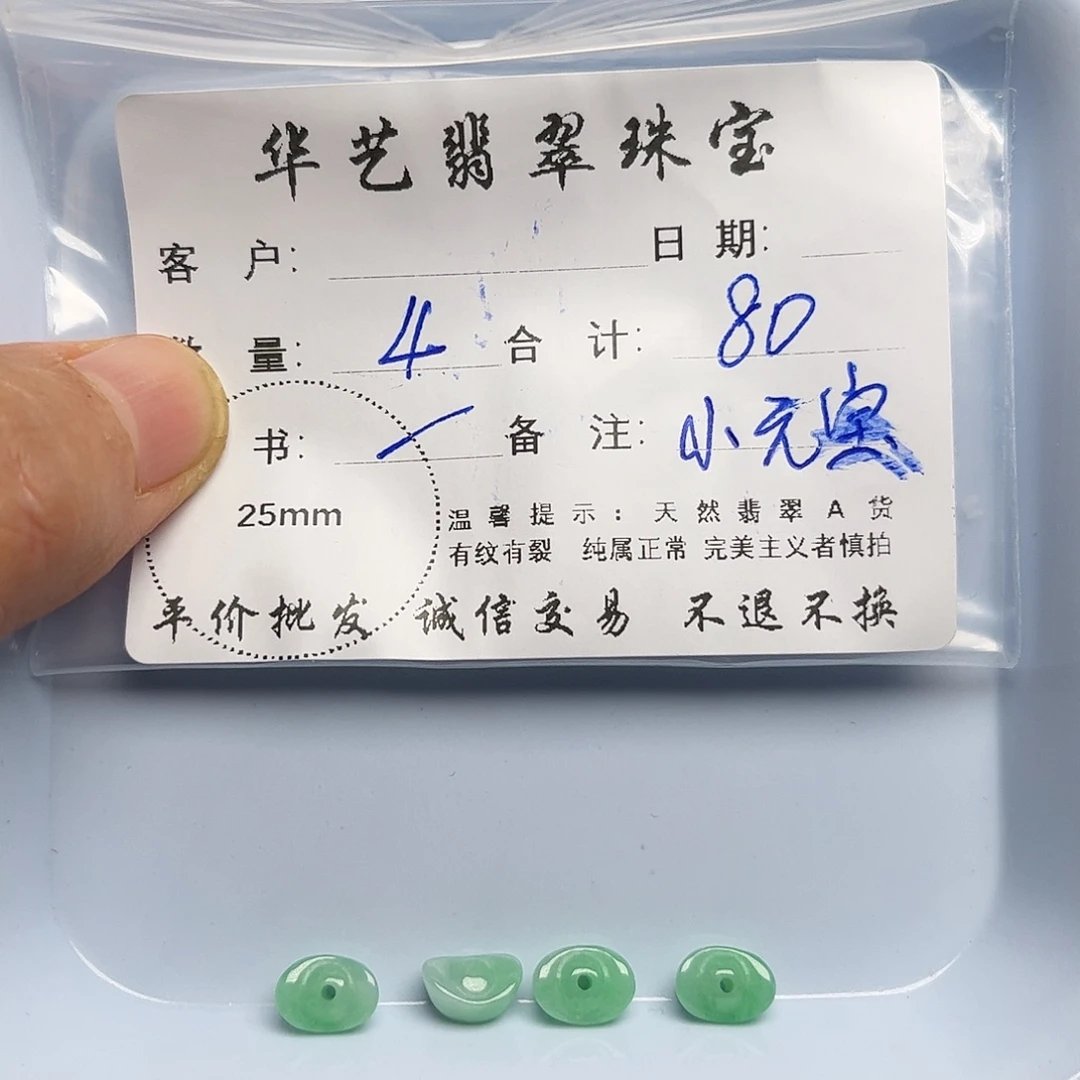 华艺翡翠珠宝
客 户: 日 期:
量: 4 合 计: 80
书: 一 备 注: 小元宝
25mm
温馨提示: 天然翡翠A货
有纹有裂 纯属正常 完美主义者慎拍
平价批发 诚信交易 不退不换